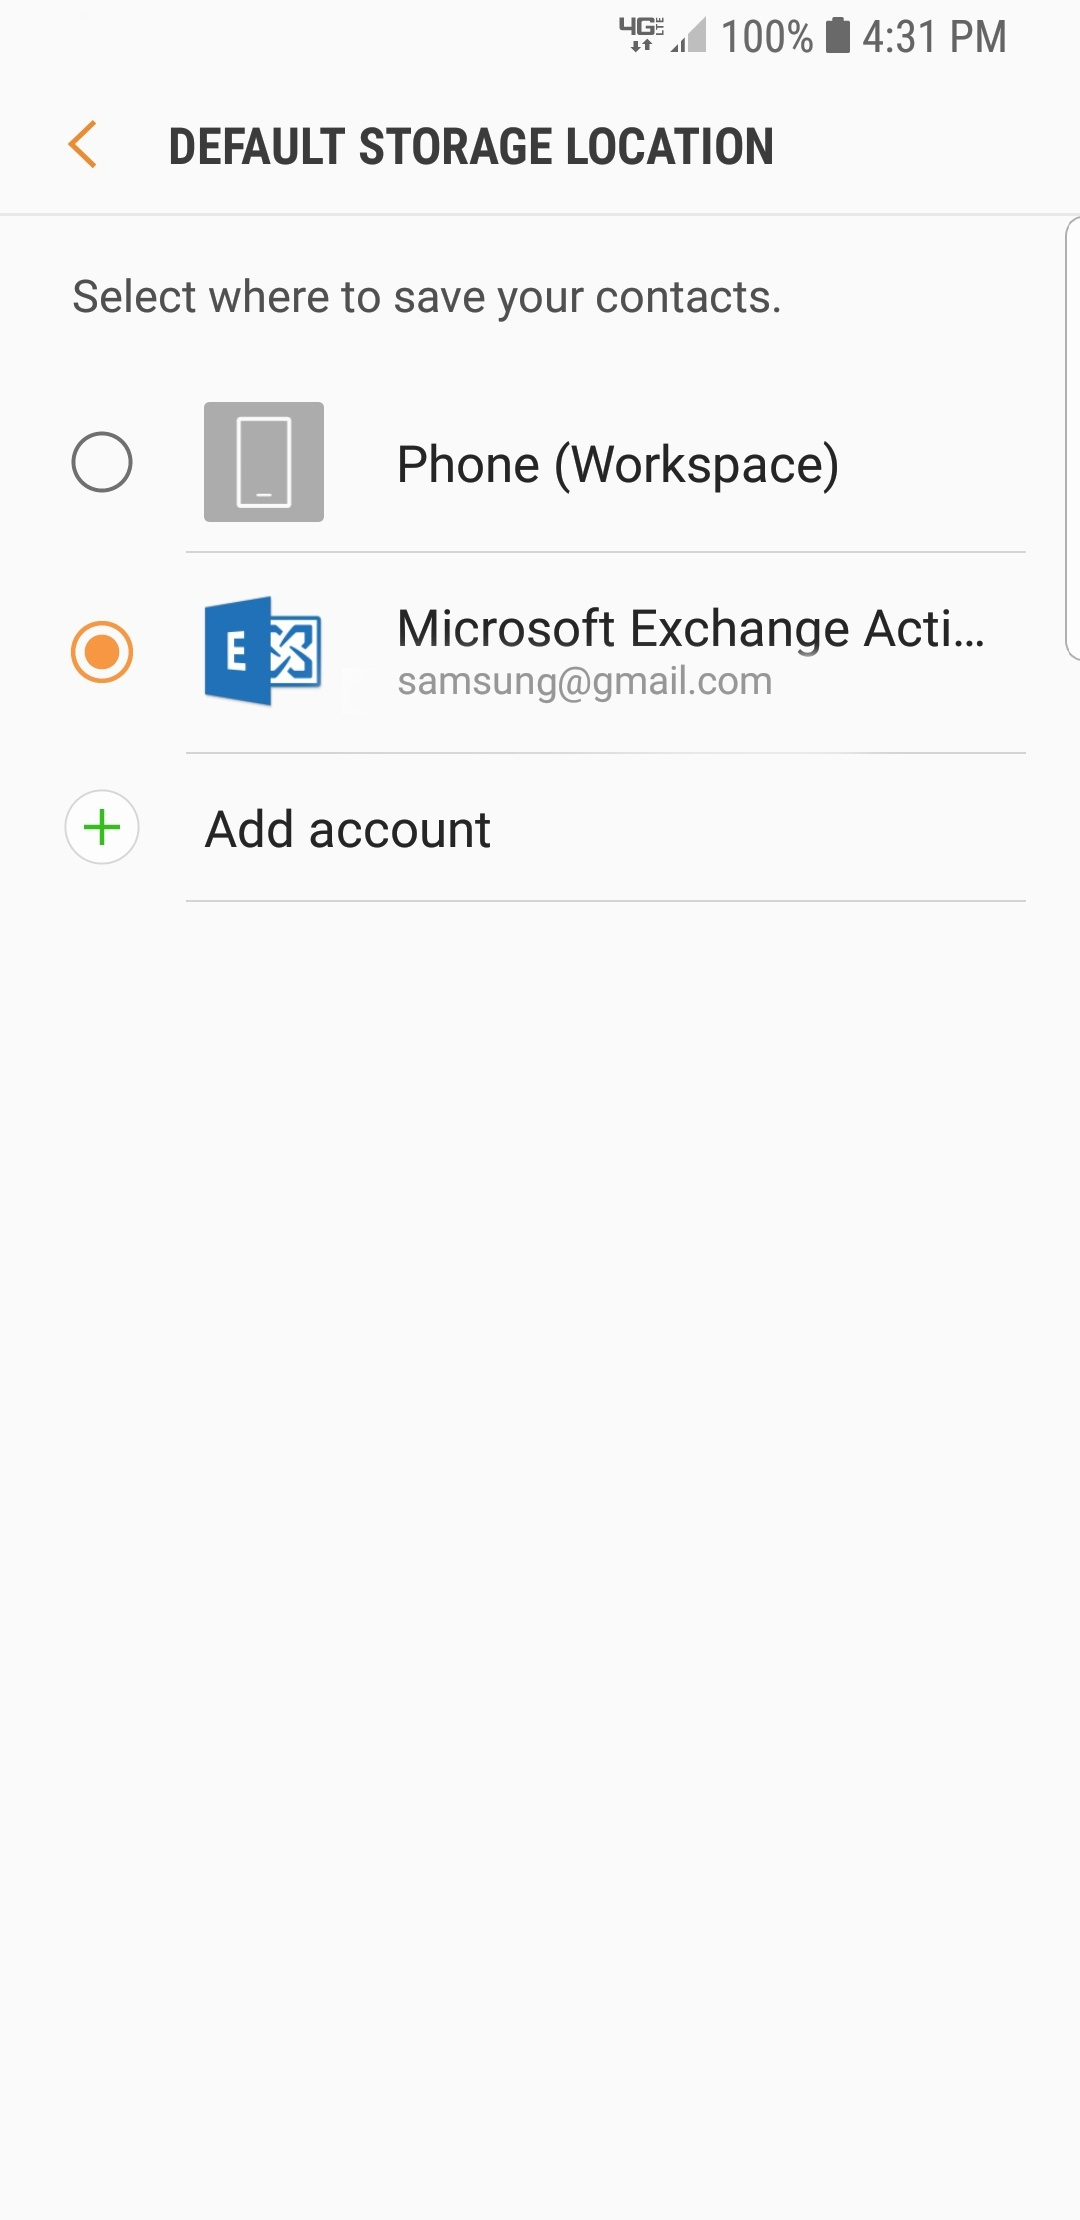 4G LTE 100% 4:31 PM
DEFAULT STORAGE LOCATION
Select where to save your contacts.
Phone (Workspace)
E
Microsoft Exchange Acti...
samsung@gmail.com
Add account